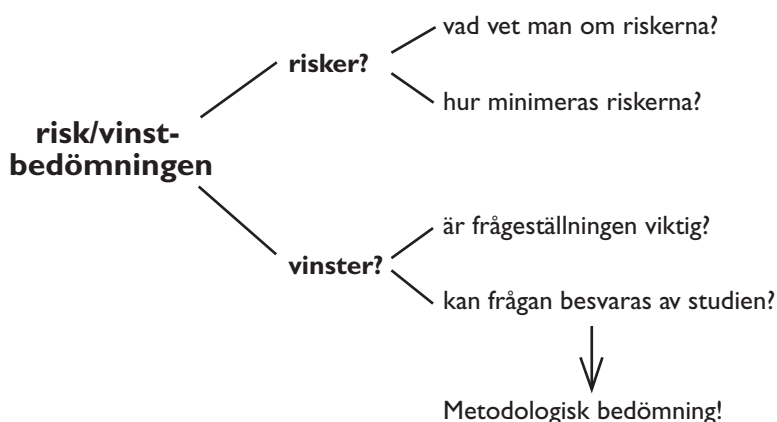 risk/vinst-
bedömningen
risker?
vad vet man om riskerna?
hur minimeras riskerna?
vinster?
är frågeställningen viktig?
kan frågan besvaras av studien?
Metodologisk bedömning!